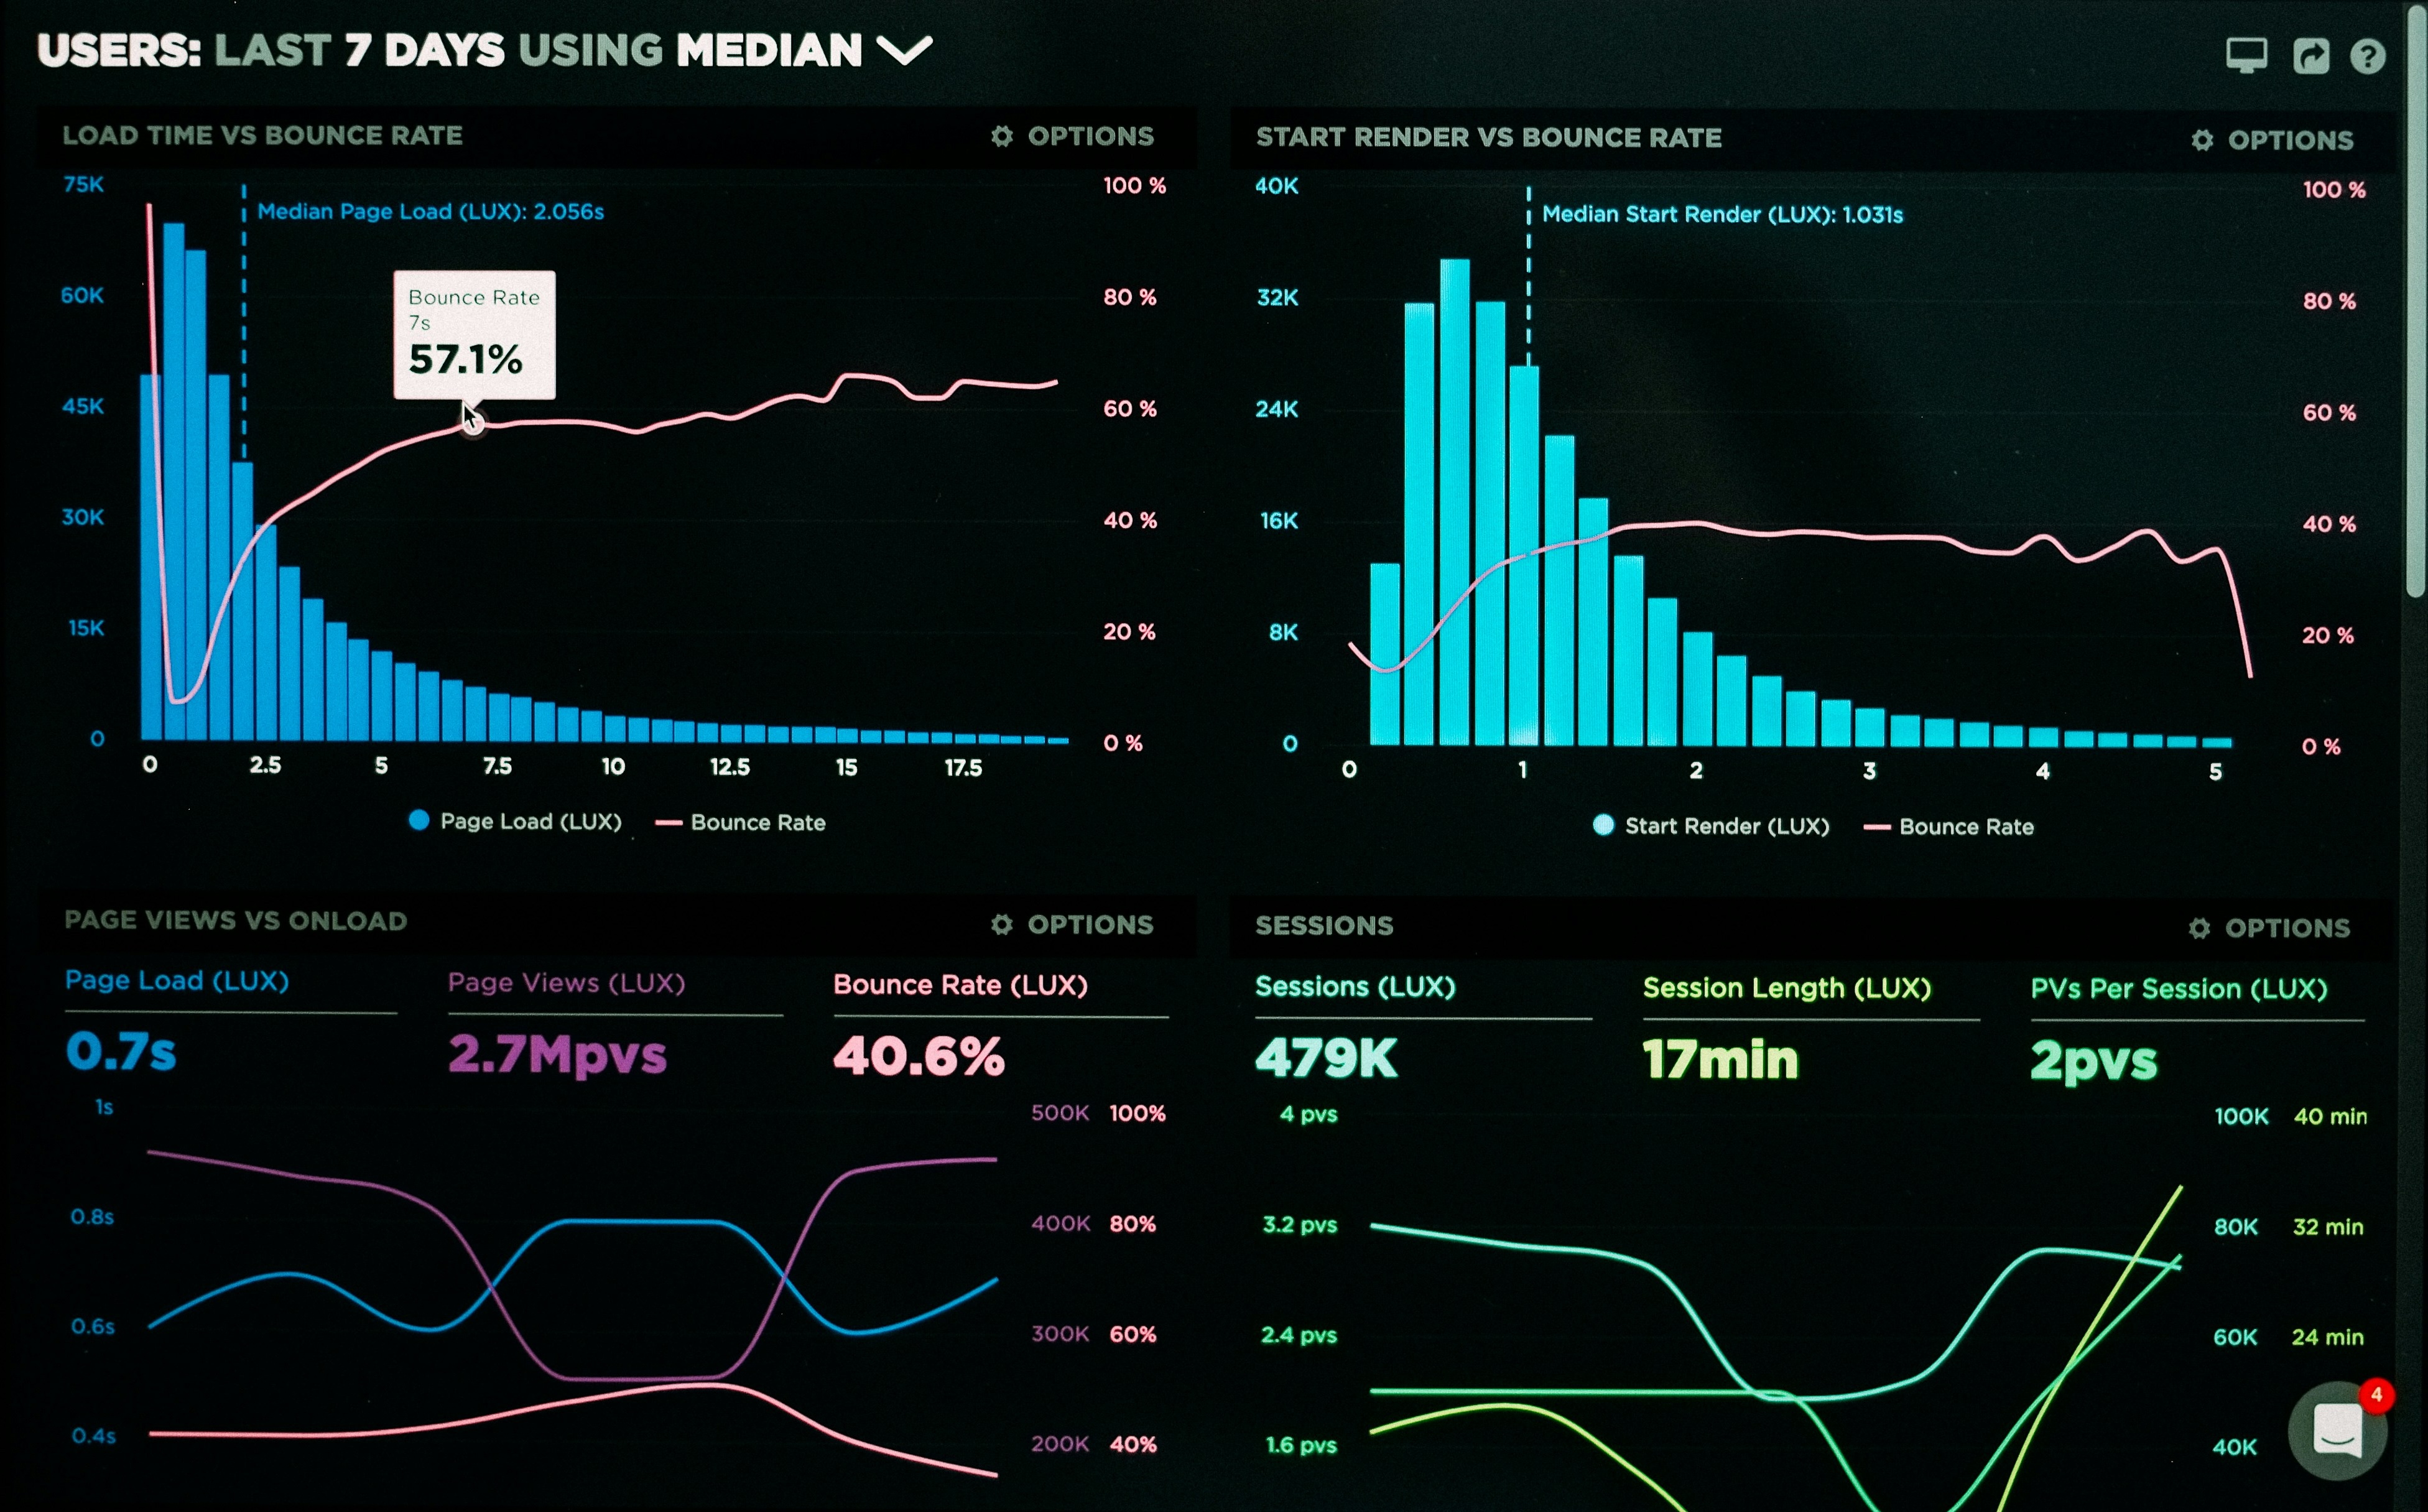 USERS: LAST 7 DAYS USING MEDIAN
LOAD TIME VS BOUNCE RATE
OPTIONS
75K
60K
45K
30K
15K
0
Median Page Load (LUX): 2.056s
Bounce Rate
7s
57.1%
100 %
80 %
60 %
40 %
20 %
0 %
0 2.5 5 7.5 10 12.5 15 17.5
Page Load (LUX) Bounce Rate
START RENDER VS BOUNCE RATE
OPTIONS
40K
32K
24K
16K
8K
0
Median Start Render (LUX): 1.031s
100 %
80 %
60 %
40 %
20 %
0 %
0 1 2 3 4 5
Start Render (LUX) Bounce Rate
PAGE VIEWS VS ONLOAD
OPTIONS
Page Load (LUX) Page Views (LUX) Bounce Rate (LUX)
0.7s 2.7Mpvs 40.6%
1s 500K 100%
0.8s 400K 80%
0.6s 300K 60%
0.4s 200K 40%
SESSIONS
OPTIONS
Sessions (LUX) Session Length (LUX) PVs Per Session (LUX)
479K 17min 2pvs
4 pvs 100K 40 min
3.2 pvs 80K 32 min
2.4 pvs 60K 24 min
1.6 pvs 40K
4